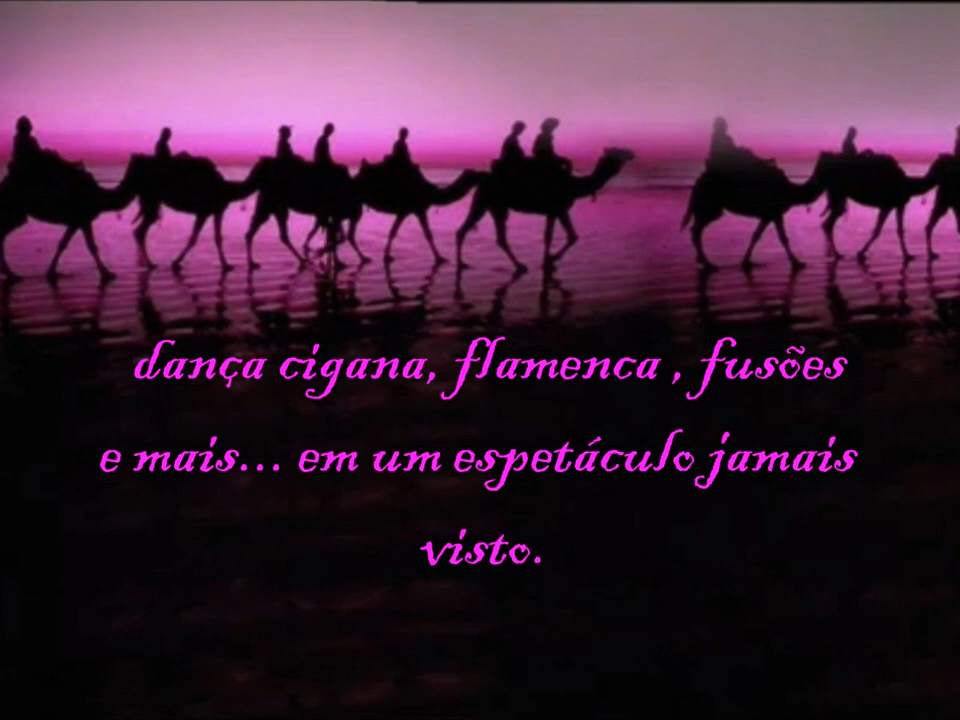 dança cigana, flamenca , fusões
e mais... em um espetáculo jamais
visto.